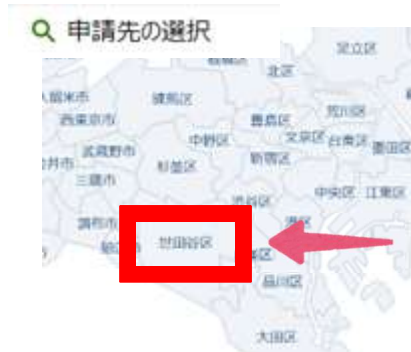 申請先の選択
足立区
北区
練馬区
西東京市
豊島区
荒川区
中野区
文京区
台東区
墨田区
武蔵野市
杉並区
新宿区
三鷹市
渋谷区
中央区
江東区
調布市
港区
世田谷区
品川区
大田区